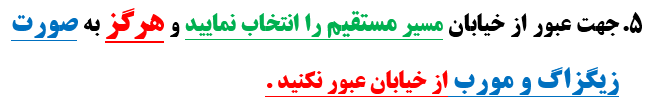 ۵. جهت عبور از خیابان مسیر مستقیم را انتخاب نمایید و هرگز به صورت
زیگزاگ و مورب از خیابان عبور نکنید .